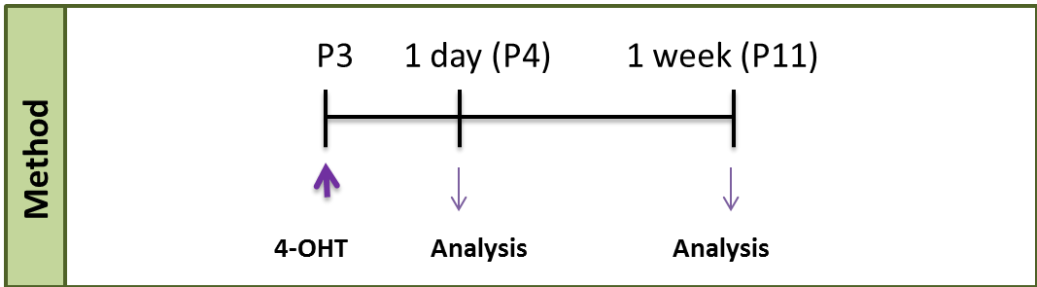 Method
P3 1 day (P4) 1 week (P11)
4-OHT Analysis Analysis